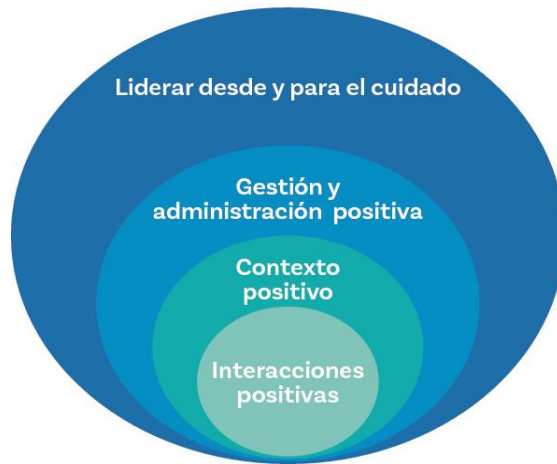 Liderar desde y para el cuidado
Gestión y
administración positiva
Contexto
positivo
Interacciones
positivas